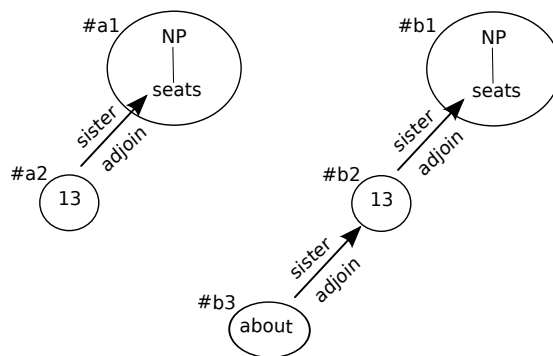 #a1
NP
seats
sister
adjoin
#a2
13
#b1
NP
seats
sister
adjoin
#b2
13
sister
adjoin
#b3
about